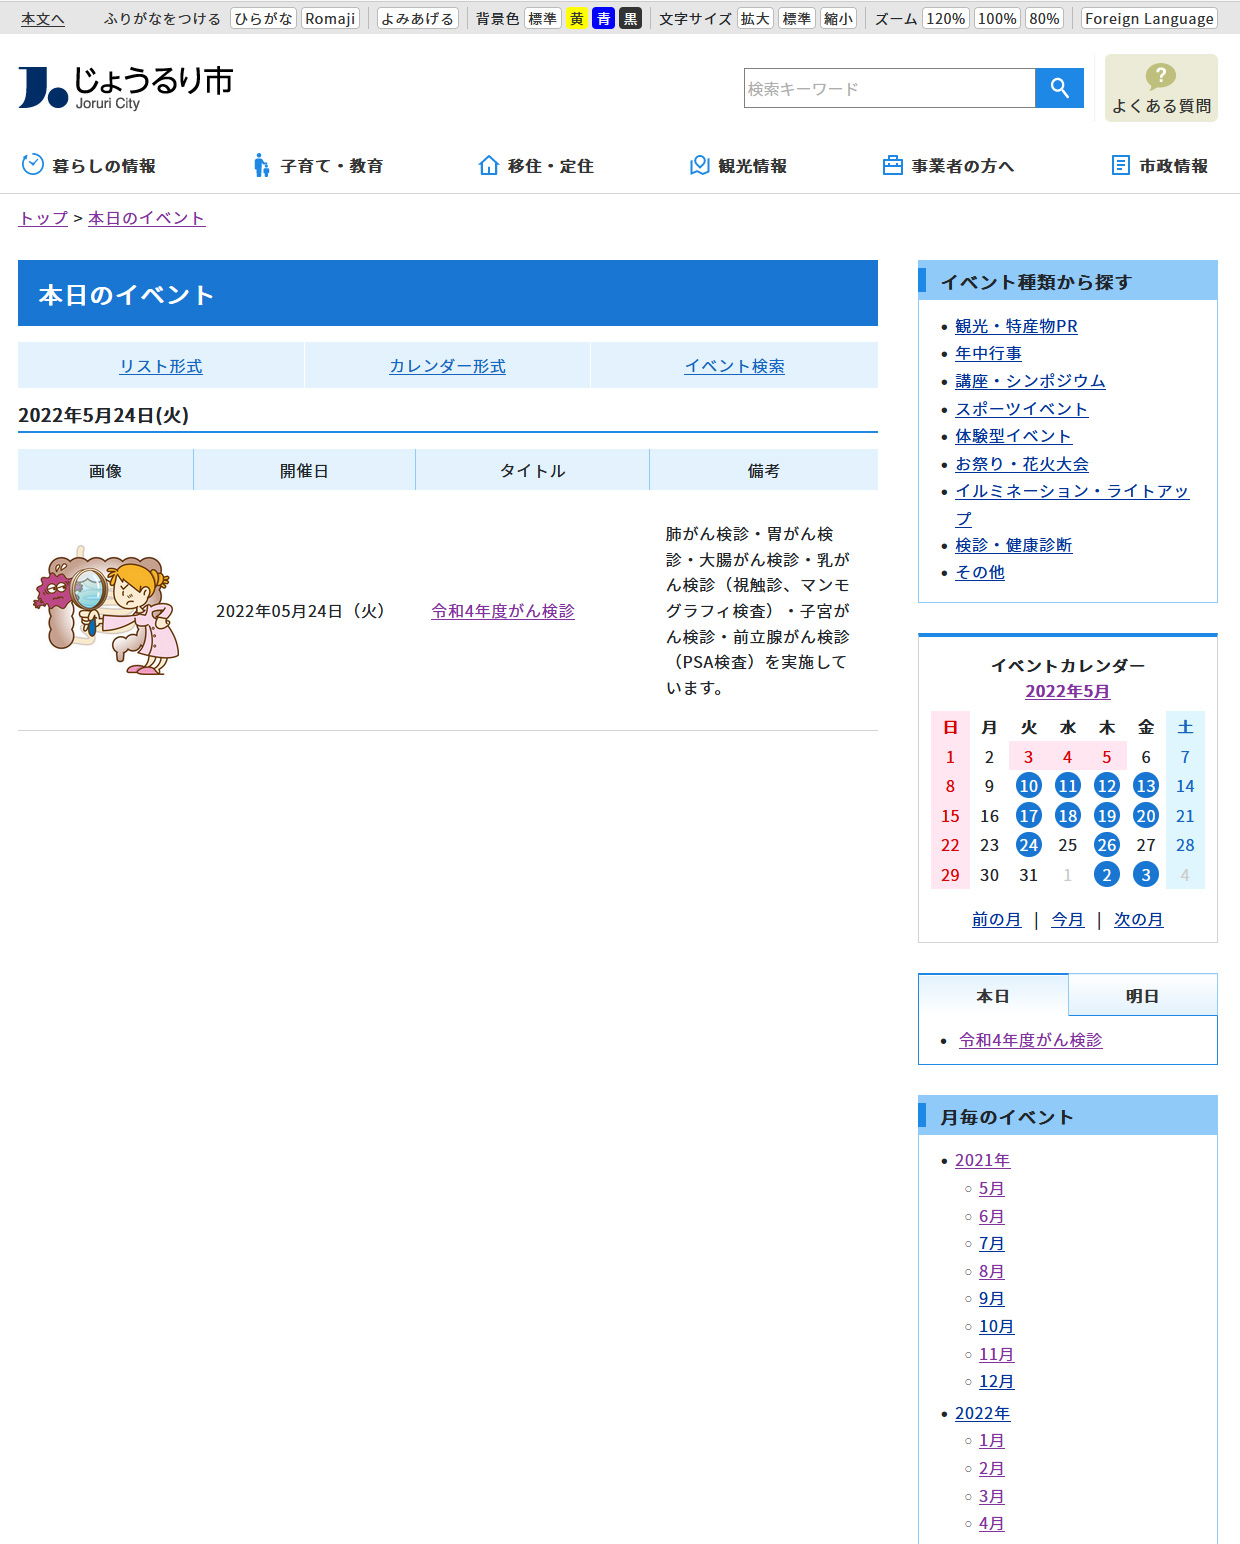 本文へ ふりがなをつける ひらがな Romaji よみあげる 背景色 標準 黄 青 黒 文字サイズ 拡大 標準 縮小 ズーム 120% 100% 80% Foreign Language
じょうるり市
Joruri City
検索キーワード
?
よくある質問
暮らしの情報 子育て・教育 移住・定住 観光情報 事業者の方へ 市政情報
トップ > 本日のイベント
本日のイベント
リスト形式 カレンダー形式 イベント検索
2022年5月24日(火)
画像 開催日 タイトル 備考
2022年05月24日（火） 令和4年度がん検診
肺がん検診・胃がん検
診・大腸がん検診・乳が
ん検診（視触診、マンモ
グラフィ検査）・子宮が
ん検診・前立腺がん検診
（PSA検査）を実施して
います。
イベント種類から探す
観光・特産物PR
年中行事
講座・シンポジウム
スポーツイベント
体験型イベント
お祭り・花火大会
イルミネーション・ライトアッ
プ
検診・健康診断
その他
イベントカレンダー
2022年5月
日 月 火 水 木 金 土
1 2 3 4 5 6 7
8 9 10 11 12 13 14
15 16 17 18 19 20 21
22 23 24 25 26 27 28
29 30 31 1 2 3 4
前の月 | 今月 | 次の月
本日 明日
令和4年度がん検診
月毎のイベント
2021年
5月
6月
7月
8月
9月
10月
11月
12月
2022年
1月
2月
3月
4月